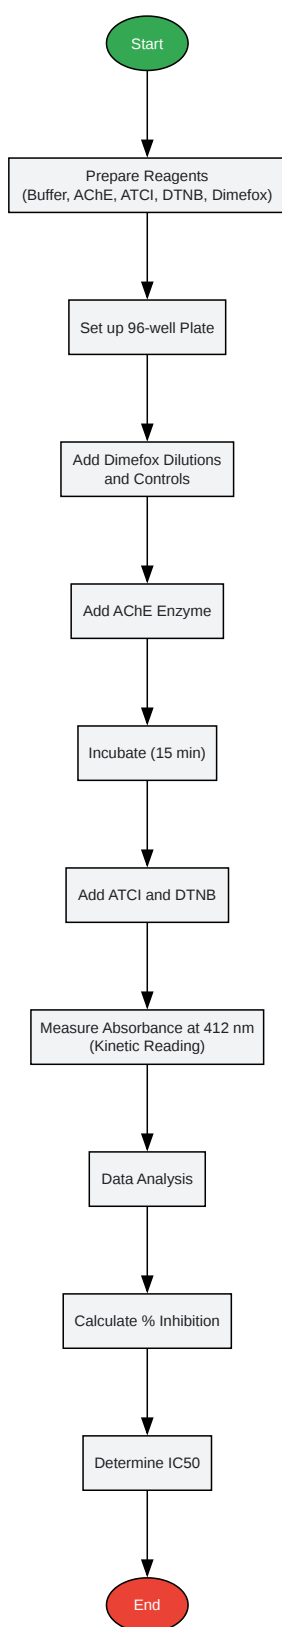 Start
Prepare Reagents
(Buffer, AChE, ATCI, DTNB, Dimefox)
Set up 96-well Plate
Add Dimefox Dilutions
and Controls
Add AChE Enzyme
Incubate (15 min)
Add ATCI and DTNB
Measure Absorbance at 412 nm
(Kinetic Reading)
Data Analysis
Calculate % Inhibition
Determine IC50
End